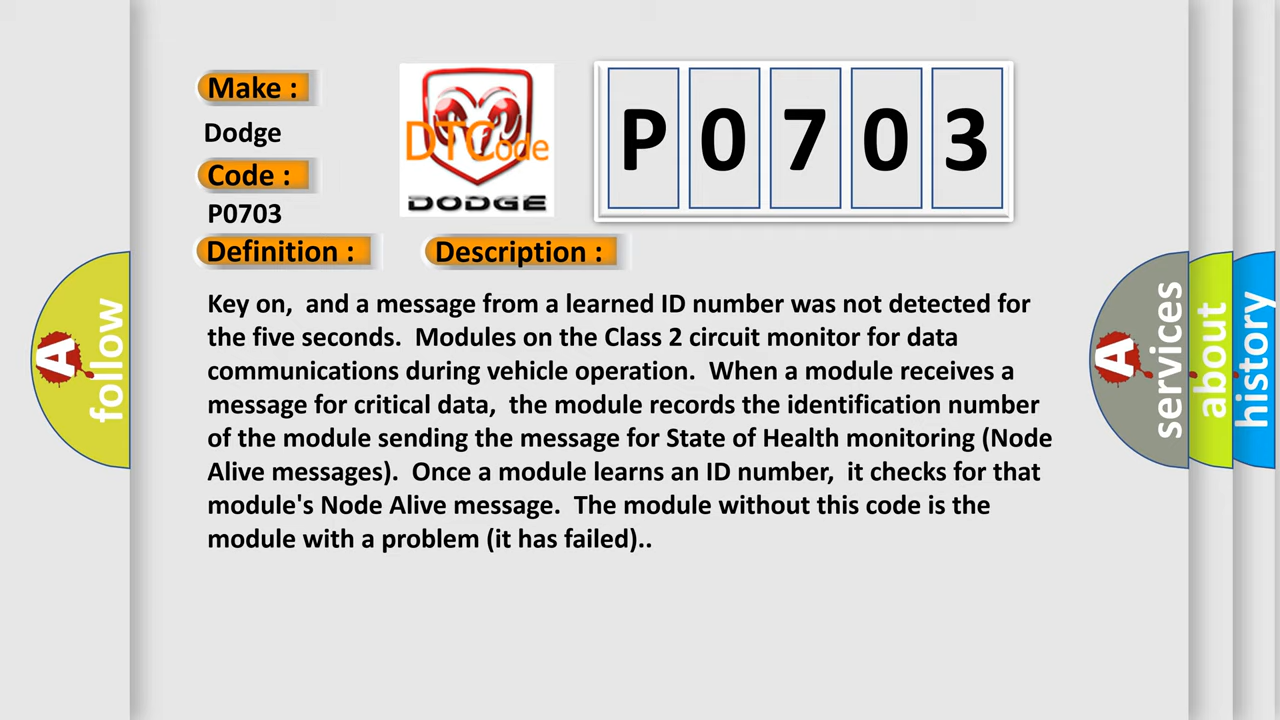 Make :
Dodge
Code :
P0703
Definition :
Description :
DTCode
DODGE
P0703
Key on, and a message from a learned ID number was not detected for
the five seconds. Modules on the Class 2 circuit monitor for data
communications during vehicle operation. When a module receives a
message for critical data, the module records the identification number
of the module sending the message for State of Health monitoring (Node
Alive messages). Once a module learns an ID number, it checks for that
module's Node Alive message. The module without this code is the
module with a problem (it has failed)..
A follow
A services
about
history